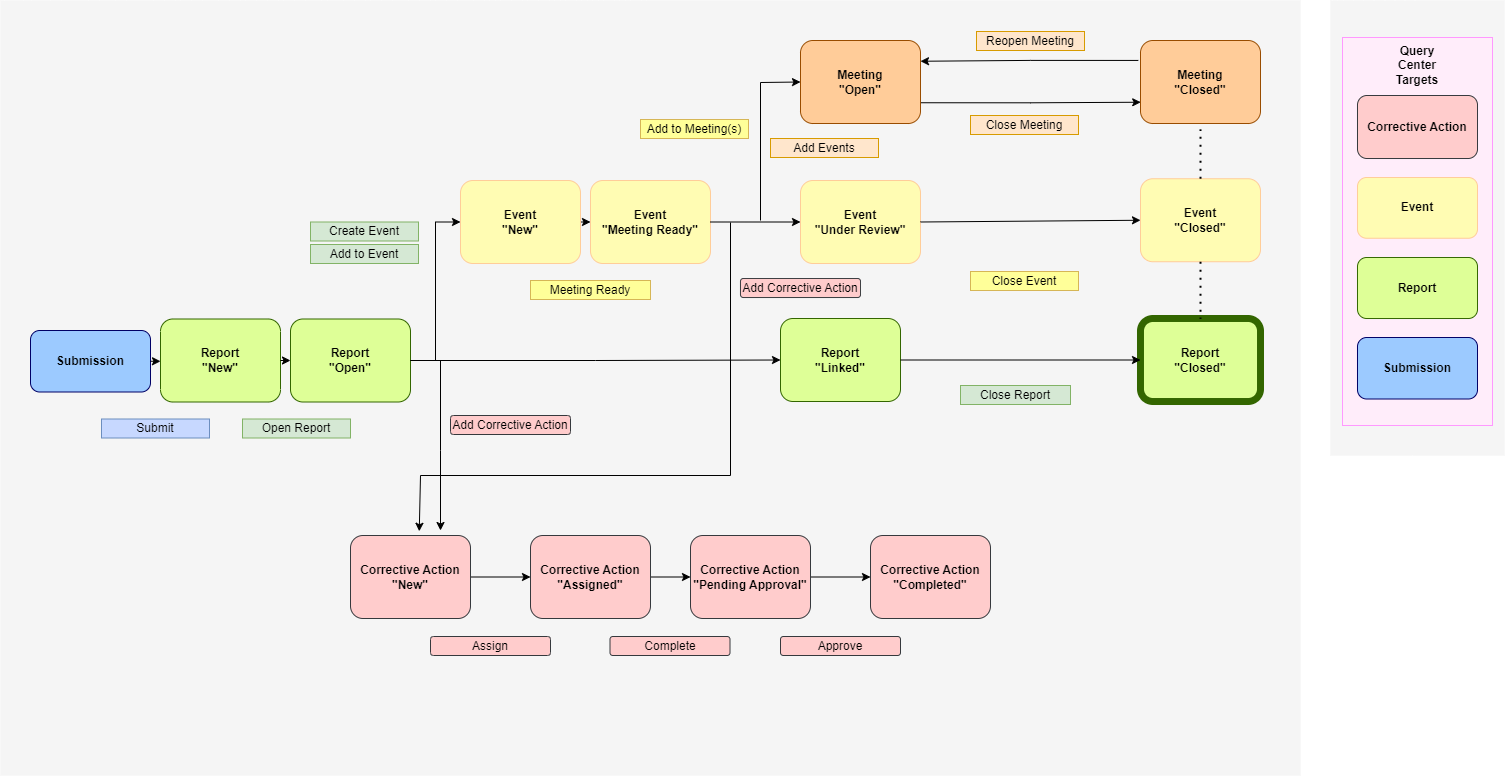 Reopen Meeting
Meeting
"Open"
Meeting
"Closed"
Close Meeting
Add to Meeting(s)
Add Events
Create Event
Add to Event
Event
"New"
Event
"Meeting Ready"
Event
"Under Review"
Event
"Closed"
Meeting Ready
Add Corrective Action
Close Event
Submission
Report
"New"
Report
"Open"
Report
"Linked"
Report
"Closed"
Close Report
Submit
Open Report
Add Corrective Action
Corrective Action
"New"
Corrective Action
"Assigned"
Corrective Action
"Pending Approval"
Corrective Action
"Completed"
Assign
Complete
Approve
Query
Center
Targets
Corrective Action
Event
Report
Submission